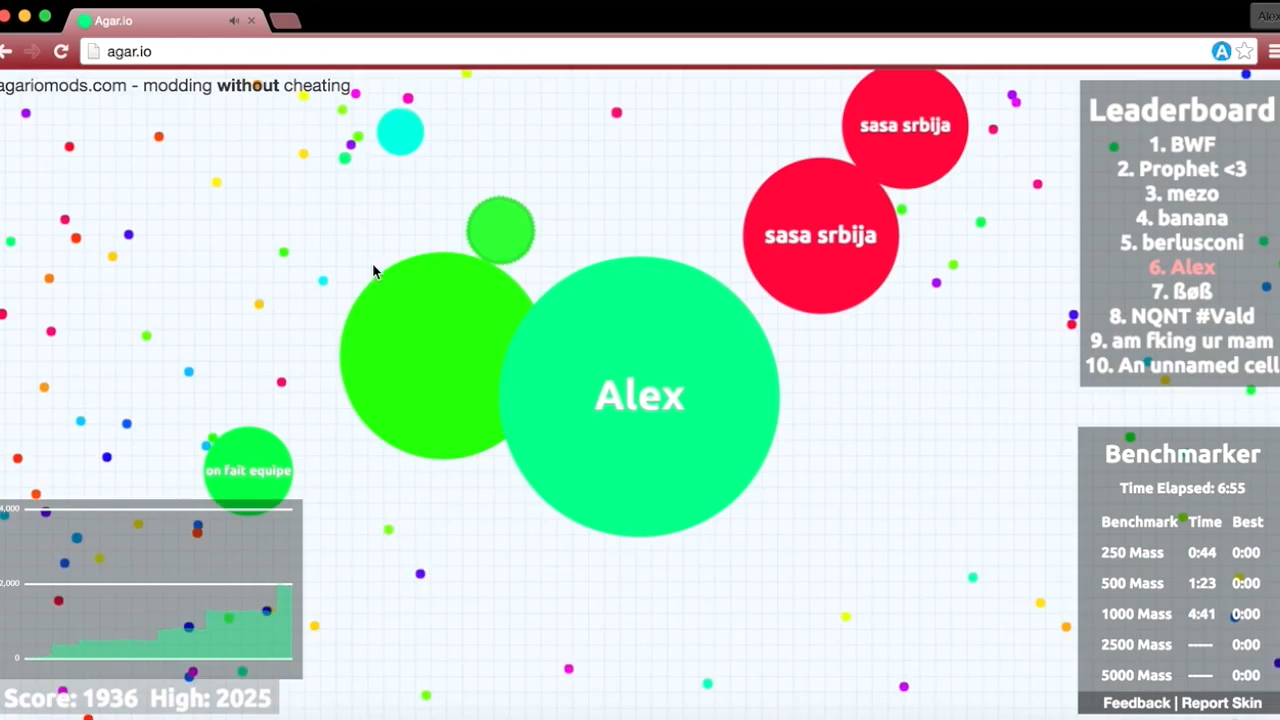 Agar.io
Alex
agar.io
agariomods.com - modding without cheating
sasa srbija
sasa srbija
Alex
on fait equipe
Leaderboard
1. BWF
2. Prophet <3
3. mezo
4. banana
5. berlusconi
6. Alex
7. ßøß
8. NQNT #Vald
9. am fking ur mam
10. An unnamed cell
Benchmarker
Time Elapsed: 6:55
Benchmark Time Best
250 Mass 0:44 0:00
500 Mass 1:23 0:00
1000 Mass 4:41 0:00
2500 Mass —— 0:00
5000 Mass —— 0:00
Feedback | Report Skin
4,000
2,000
0
Score: 1936 High: 2025